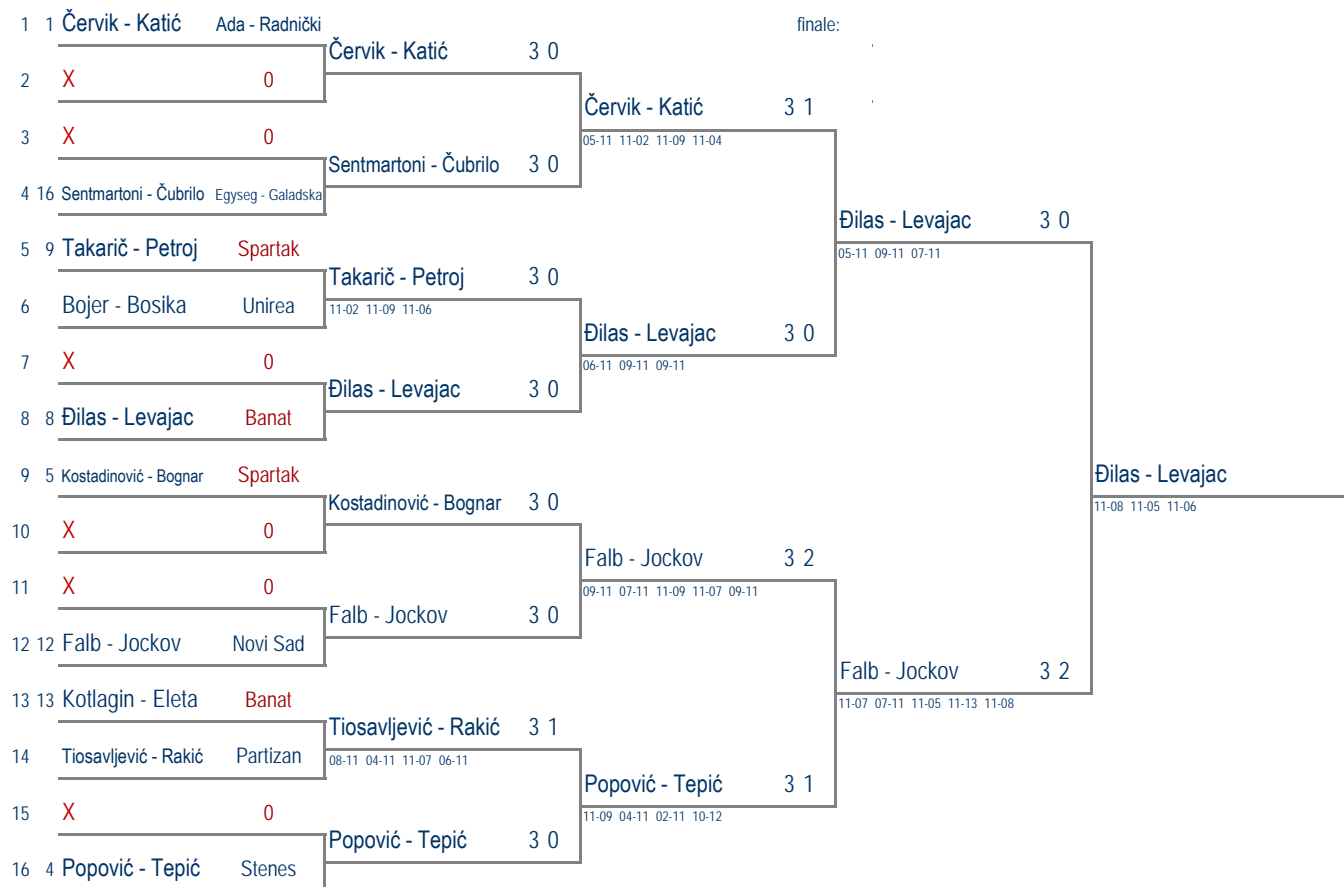 1 1 Červik - Katić Ada - Radnički finale:
Červik - Katić 3 0
2 X 0
Červik - Katić 3 1
3 X 0
05-11 11-02 11-09 11-04
Sentmartoni - Čubrilo 3 0
4 16 Sentmartoni - Čubrilo Egyseg - Galadska
Đilas - Levajac 3 0
5 9 Takarič - Petroj Spartak
05-11 09-11 07-11
Takarič - Petroj 3 0
6 Bojer - Bosika Unirea
11-02 11-09 11-06
Đilas - Levajac 3 0
7 X 0
06-11 09-11 09-11
Đilas - Levajac 3 0
8 8 Đilas - Levajac Banat
9 5 Kostadinović - Bognar Spartak
Đilas - Levajac
Kostadinović - Bognar 3 0
11-08 11-05 11-06
10 X 0
Falb - Jockov 3 2
11 X 0
09-11 07-11 11-09 11-07 09-11
Falb - Jockov 3 0
12 12 Falb - Jockov Novi Sad
Falb - Jockov 3 2
13 13 Kotlagin - Eleta Banat
11-07 07-11 11-05 11-13 11-08
Tiosavljević - Rakić 3 1
14 Tiosavljević - Rakić Partizan
08-11 04-11 11-07 06-11
Popović - Tepić 3 1
15 X 0
11-09 04-11 02-11 10-12
Popović - Tepić 3 0
16 4 Popović - Tepić Stenes